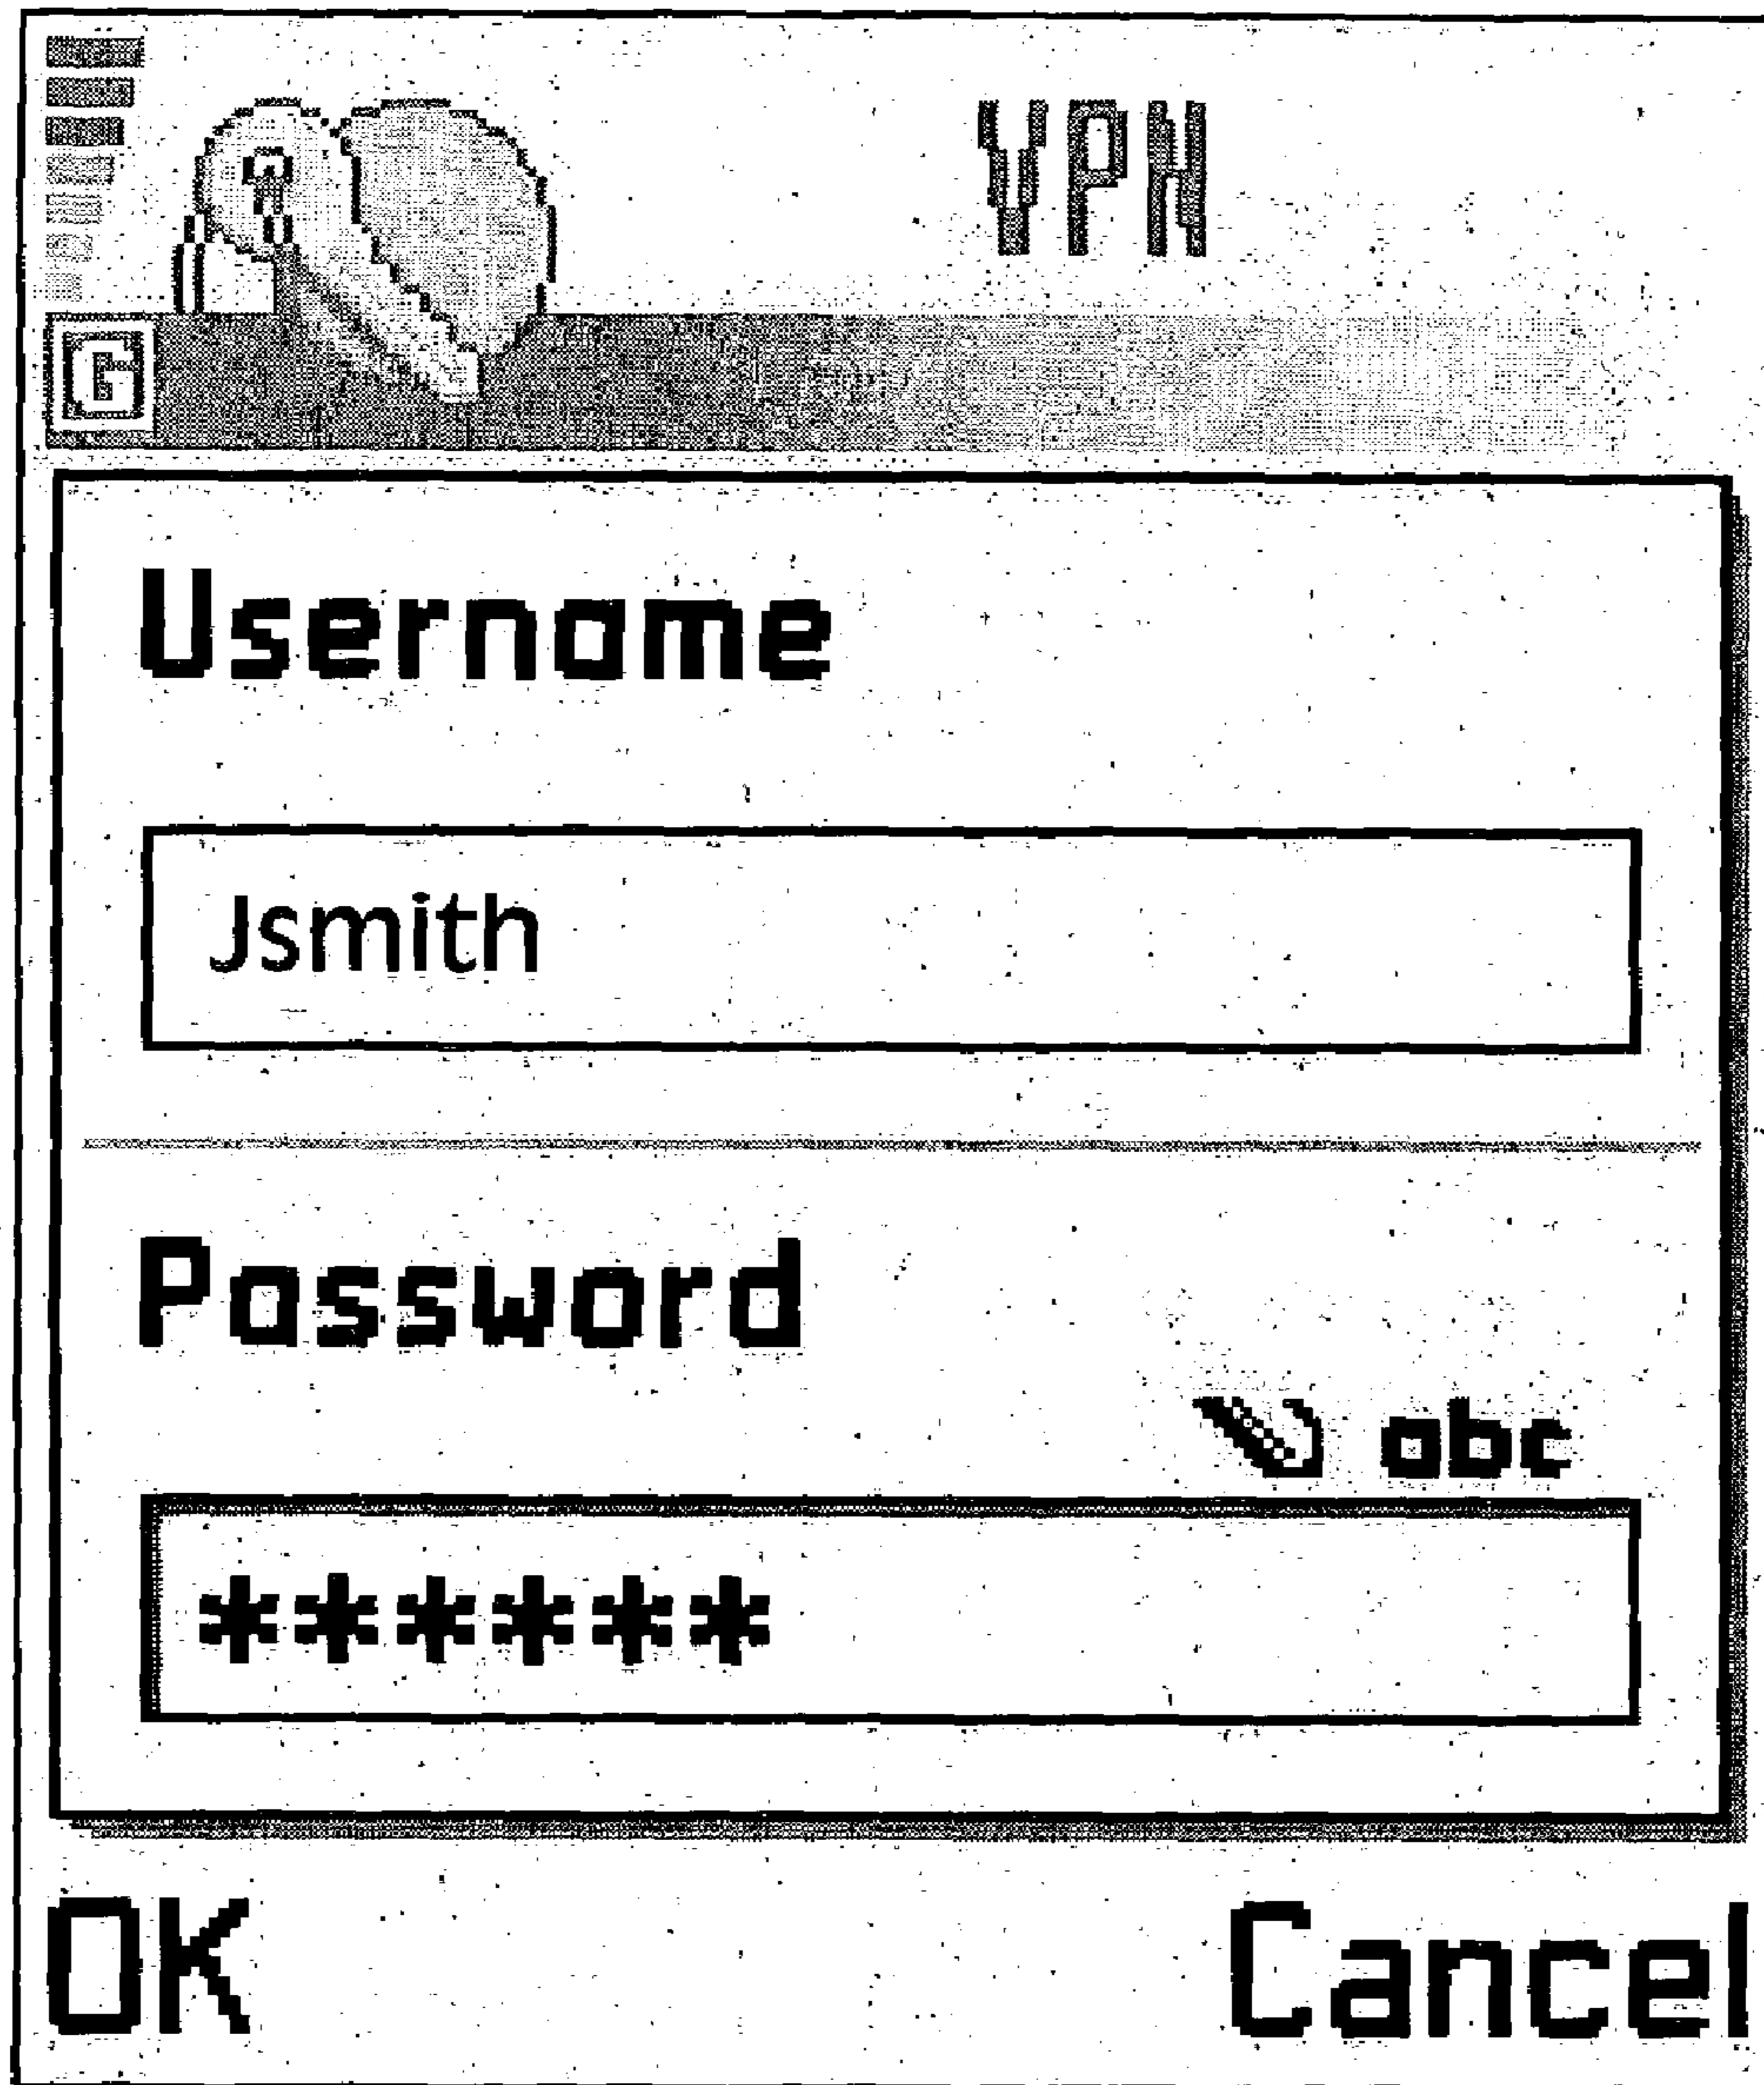 VPN
G
Username
Jsmith
Password
abc
******
OK
Cancel